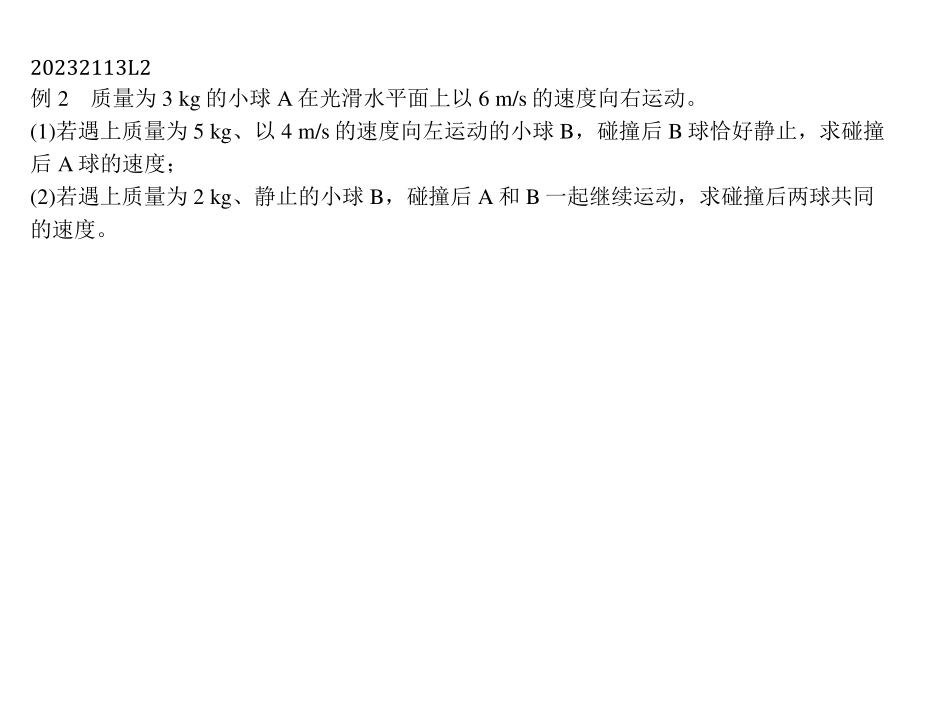 20232113L2
例 2　质量为 3 kg 的小球 A 在光滑水平面上以 6 m/s 的速度向右运动。
(1)若遇上质量为 5 kg、以 4 m/s 的速度向左运动的小球 B，碰撞后 B 球恰好静止，求碰撞
后 A 球的速度；
(2)若遇上质量为 2 kg、静止的小球 B，碰撞后 A 和 B 一起继续运动，求碰撞后两球共同
的速度。